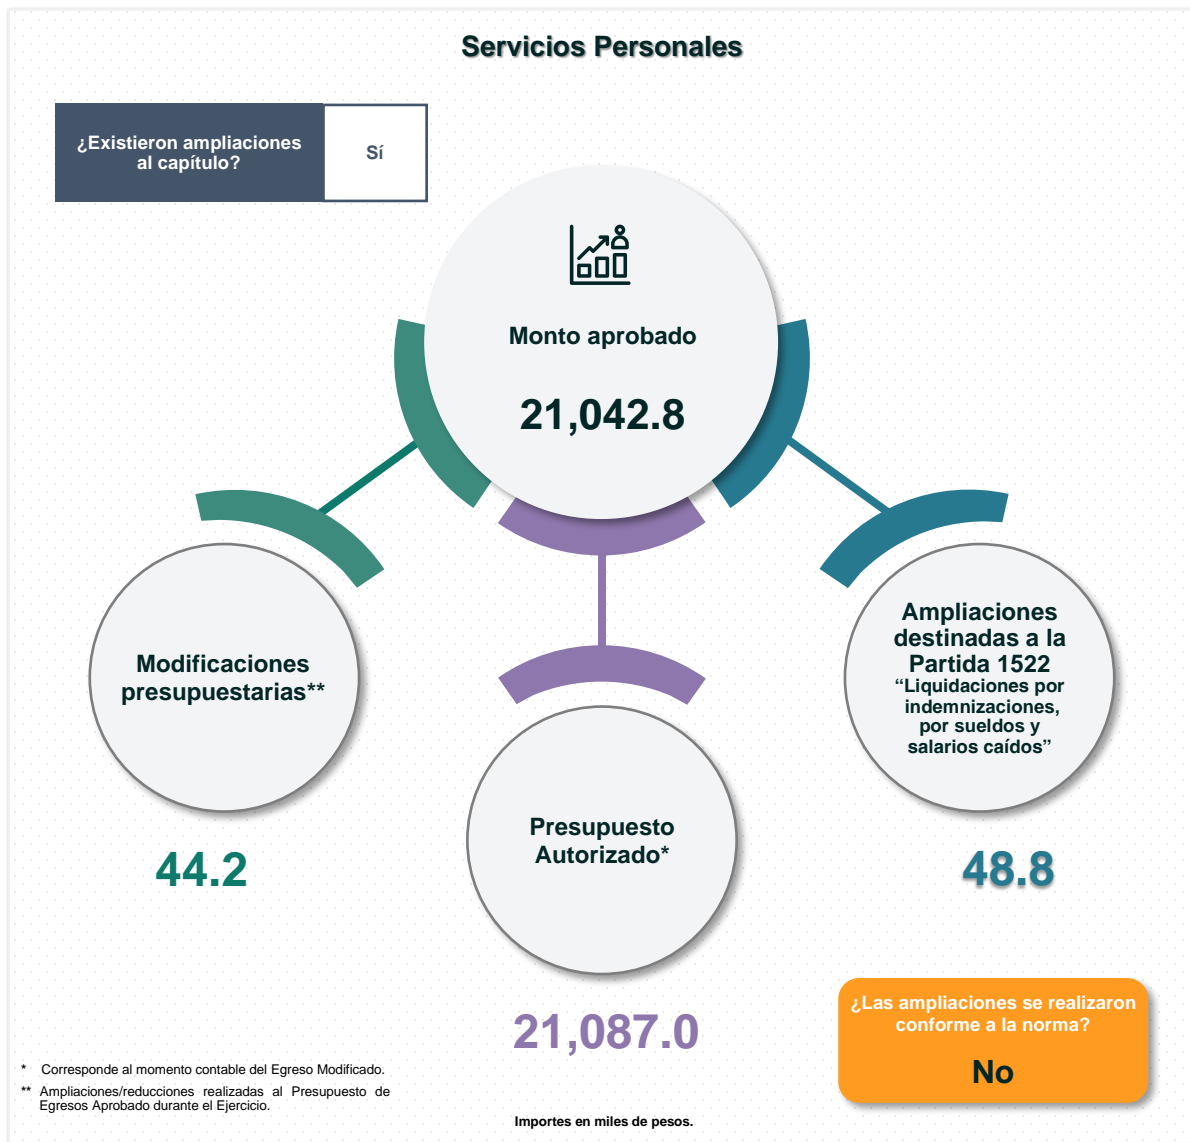 Servicios Personales
¿Existieron ampliaciones
al capítulo?
Sí
Monto aprobado
21,042.8
Modificaciones
presupuestarias**
44.2
Presupuesto
Autorizado*
21,087.0
Ampliaciones
destinadas a la
Partida 1522
“Liquidaciones por
indemnizaciones,
por sueldos y
salarios caídos”
48.8
¿Las ampliaciones se realizaron
conforme a la norma?
No
* Corresponde al momento contable del Egreso Modificado.
** Ampliaciones/reducciones realizadas al Presupuesto de
Egresos Aprobado durante el Ejercicio.
Importes en miles de pesos.